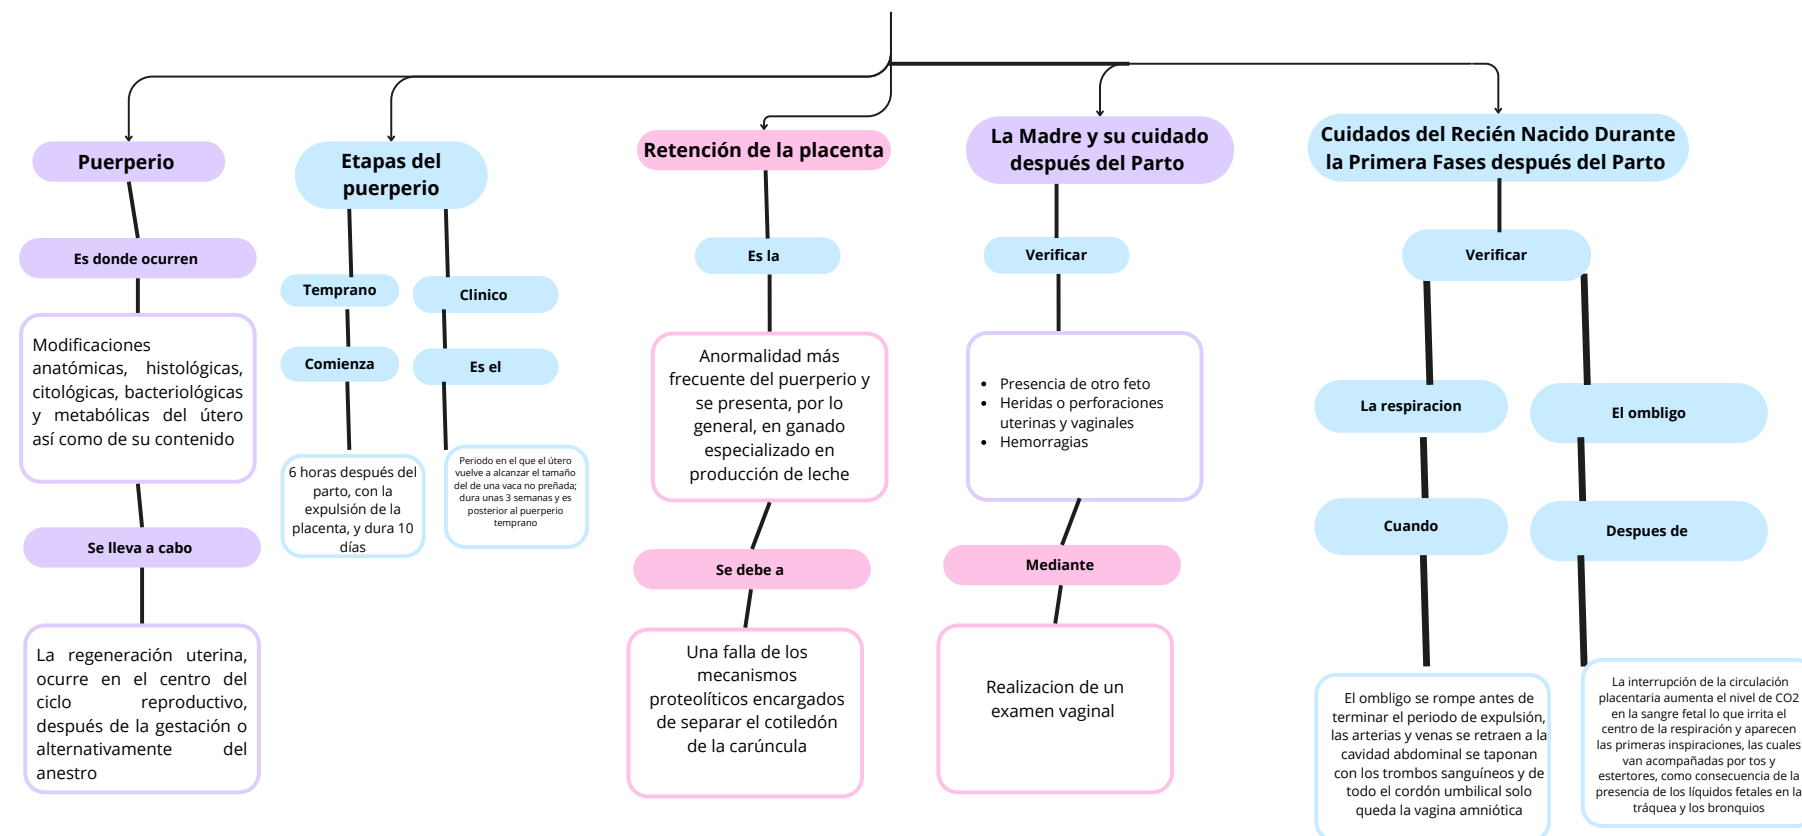 Puerperio
Es donde ocurren
Modificaciones
anatómicas, histológicas,
citológicas, bacteriológicas
y metabólicas del útero
así como de su contenido
Se lleva a cabo
La regeneración uterina,
ocurre en el centro del
ciclo reproductivo,
después de la gestación o
alternativamente del
anestro
Etapas del
puerperio
Temprano
Comienza
6 horas después del
parto, con la
expulsión de la
placenta, y dura 10
días
Clinico
Es el
Periodo en el que el útero
vuelve a alcanzar el tamaño
del de una vaca no preñada;
dura unas 3 semanas y es
posterior al puerperio
temprano
Retención de la placenta
Es la
Anormalidad más
frecuente del puerperio y
se presenta, por lo
general, en ganado
especializado en
producción de leche
Se debe a
Una falla de los
mecanismos
proteolíticos encargados
de separar el cotiledón
de la carúncula
La Madre y su cuidado
después del Parto
Verificar
• Presencia de otro feto
• Heridas o perforaciones
uterinas y vaginales
• Hemorragias
Mediante
Realizacion de un
examen vaginal
Cuidados del Recién Nacido Durante
la Primera Fases después del Parto
Verificar
La respiracion
Cuando
El ombligo se rompe antes de
terminar el periodo de expulsión,
las arterias y venas se retraen a la
cavidad abdominal se taponan
con los trombos sanguíneos y de
todo el cordón umbilical solo
queda la vagina amniótica
El ombligo
Despues de
La interrupción de la circulación
placentaria aumenta el nivel de CO2
en la sangre fetal lo que irrita el
centro de la respiración y aparecen
las primeras inspiraciones, las cuales
van acompañadas por tos y
estertores, como consecuencia de la
presencia de los líquidos fetales en la
tráquea y los bronquios